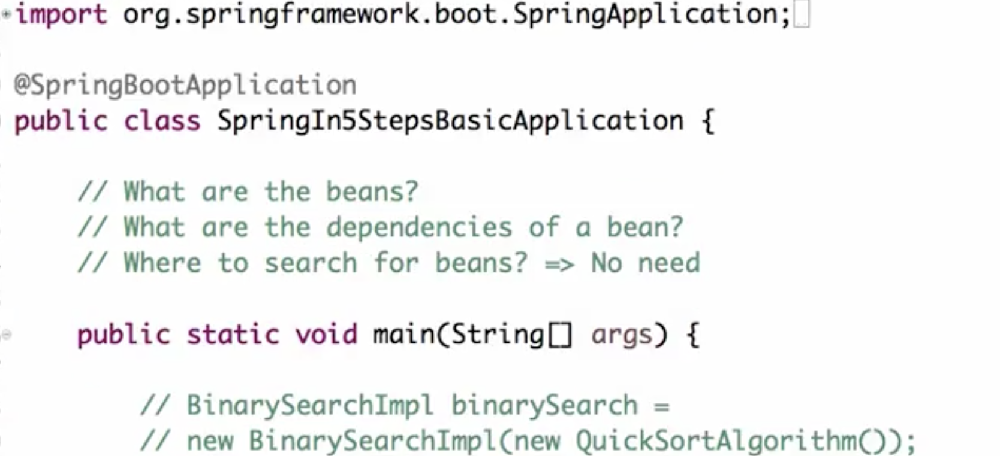 import org.springframework.boot.SpringApplication;
@SpringBootApplication
public class SpringIn5StepsBasicApplication {
// What are the beans?
// What are the dependencies of a bean?
// Where to search for beans? => No need
public static void main(String[] args) {
// BinarySearchImpl binarySearch =
// new BinarySearchImpl(new QuickSortAlgorithm());